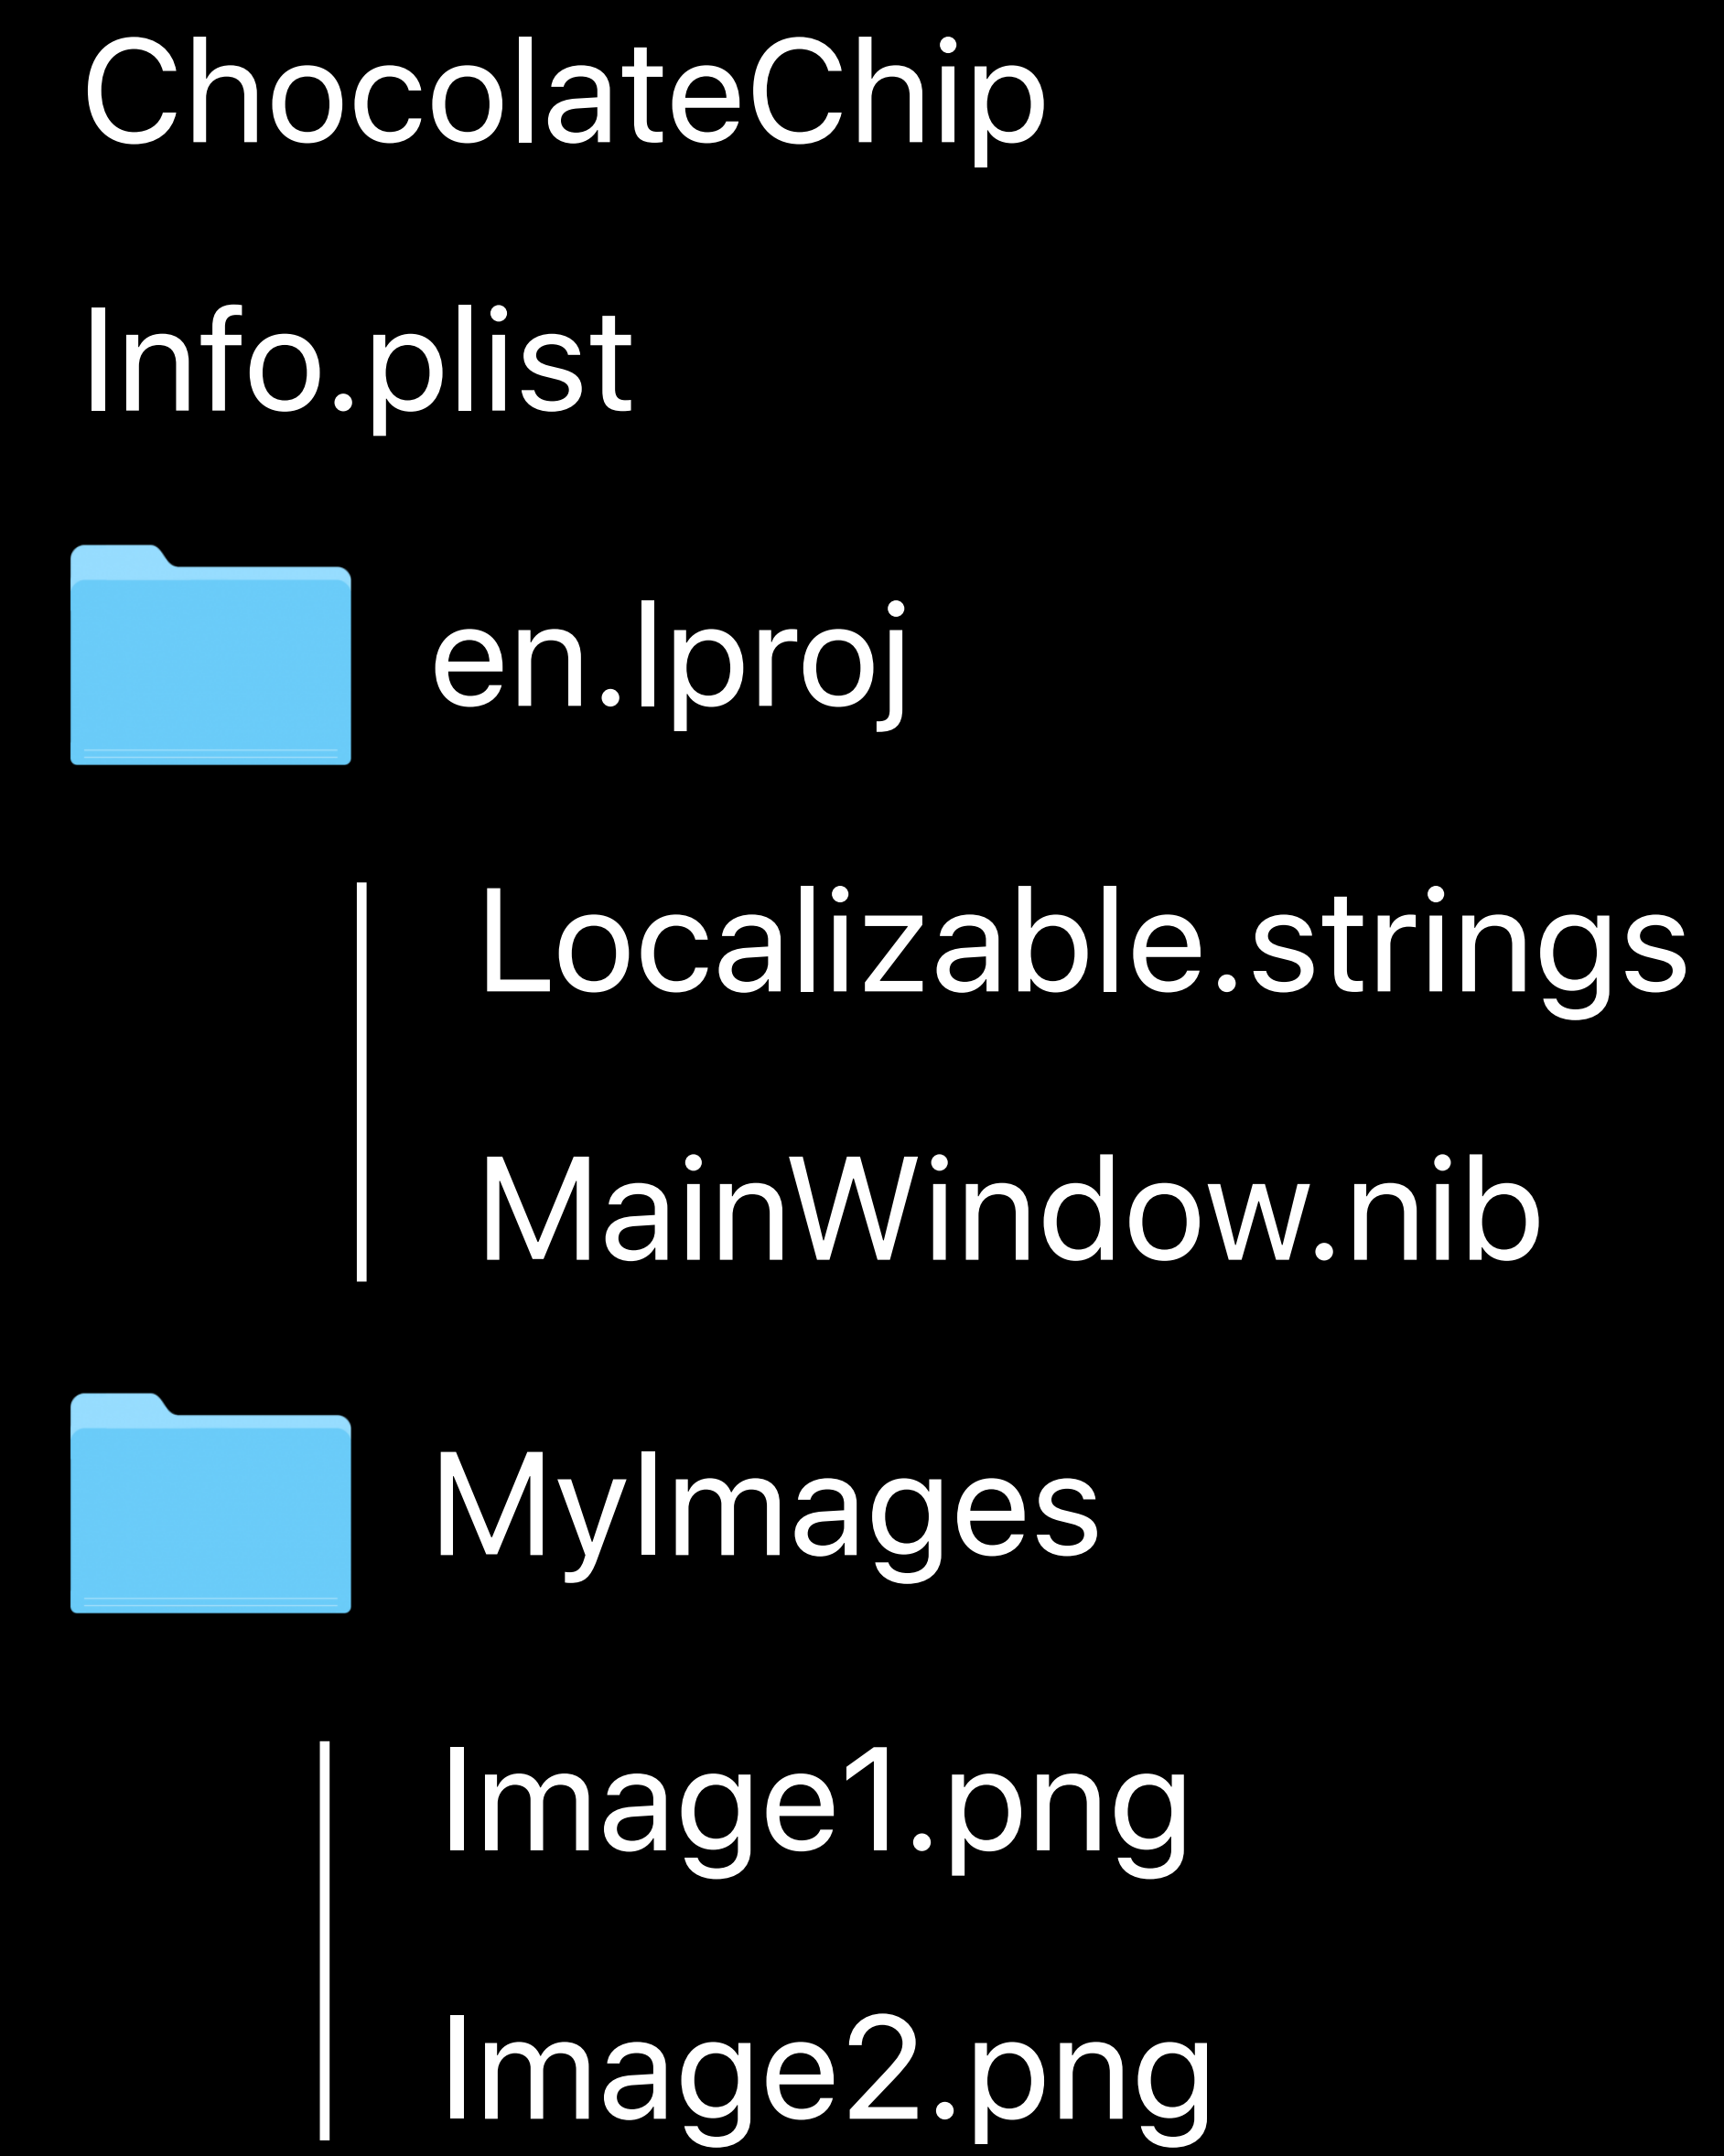 ChocolateChip
Info.plist
en.lproj
Localizable.strings
MainWindow.nib
MyImages
Image1.png
Image2.png